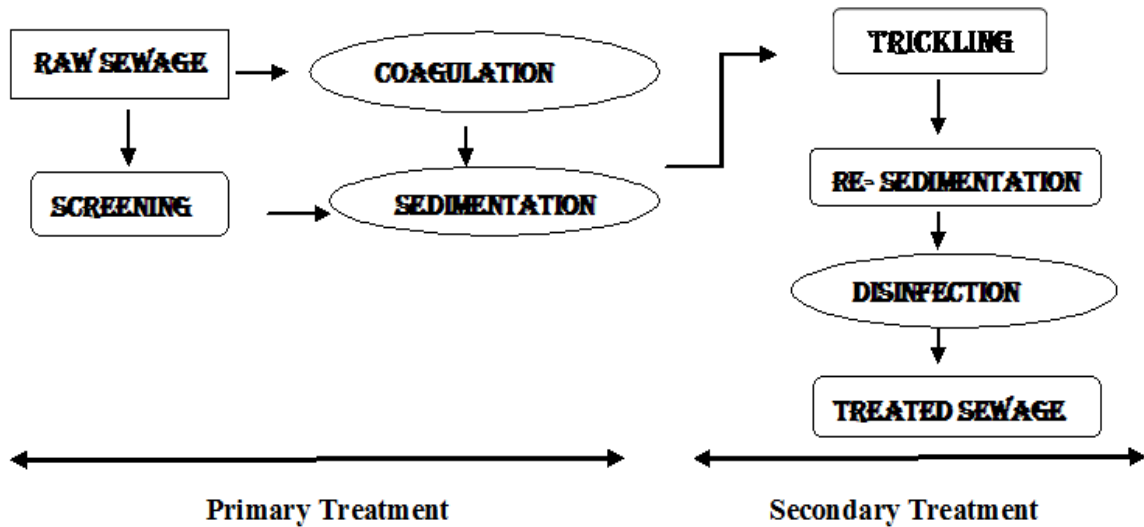 RAW SEWAGE
COAGULATION
SCREENING
SEDIMENTATION
TRICKLING
RE- SEDIMENTATION
DISINFECTION
TREATED SEWAGE
Primary Treatment
Secondary Treatment